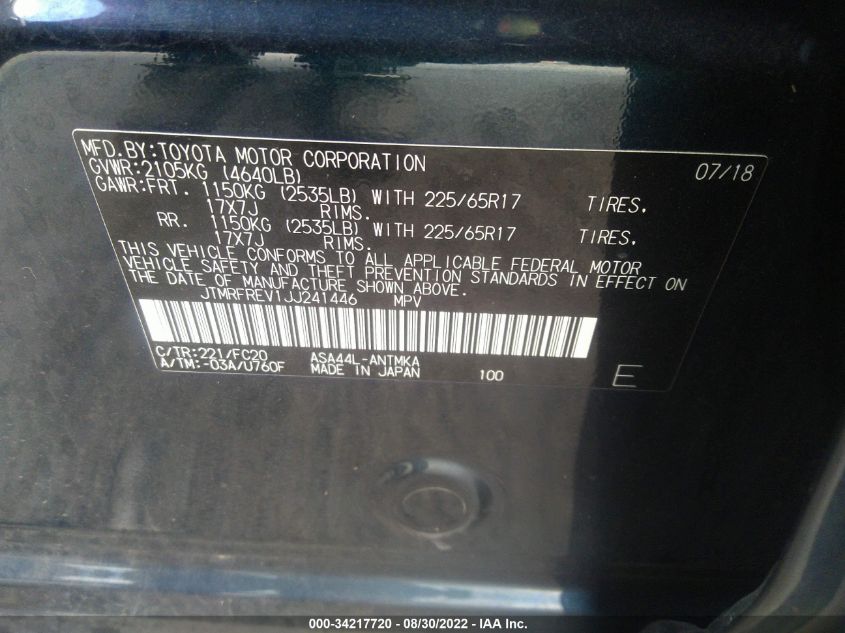 MFD.BY:TOYOTA MOTOR CORPORATION 07/18
GVWR:2105KG (4640LB)
GAWR:FRT. 1150KG (2535LB) WITH 225/65R17 TIRES,
17X7J RIMS.
RR. 1150KG (2535LB) WITH 225/65R17 TIRES,
17X7J RIMS.
THIS VEHICLE CONFORMS TO ALL APPLICABLE FEDERAL MOTOR
VEHICLE SAFETY AND THEFT PREVENTION STANDARDS IN EFFECT ON
THE DATE OF MANUFACTURE SHOWN ABOVE.
JTMRFREV1JJ241446 MPV
C/TR:221/FC20 ASA44L-ANTMKA
A/TM:-03A/U760F MADE IN JAPAN 100 E
000-34217720 - 08/30/2022 - IAA Inc.